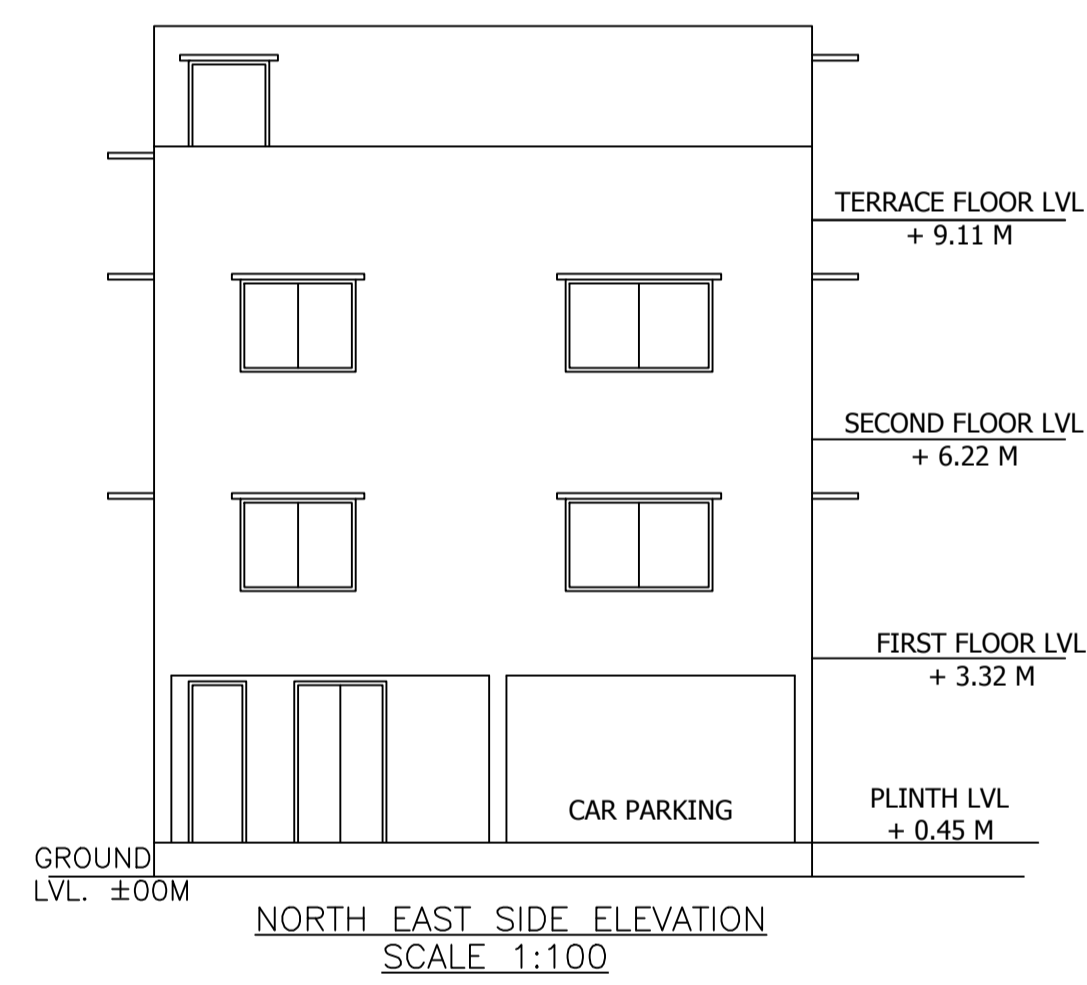 TERRACE FLOOR LVL
+ 9.11 M
SECOND FLOOR LVL
+ 6.22 M
FIRST FLOOR LVL
+ 3.32 M
CAR PARKING
PLINTH LVL
+ 0.45 M
GROUND
LVL. ±00M
NORTH EAST SIDE ELEVATION
SCALE 1:100